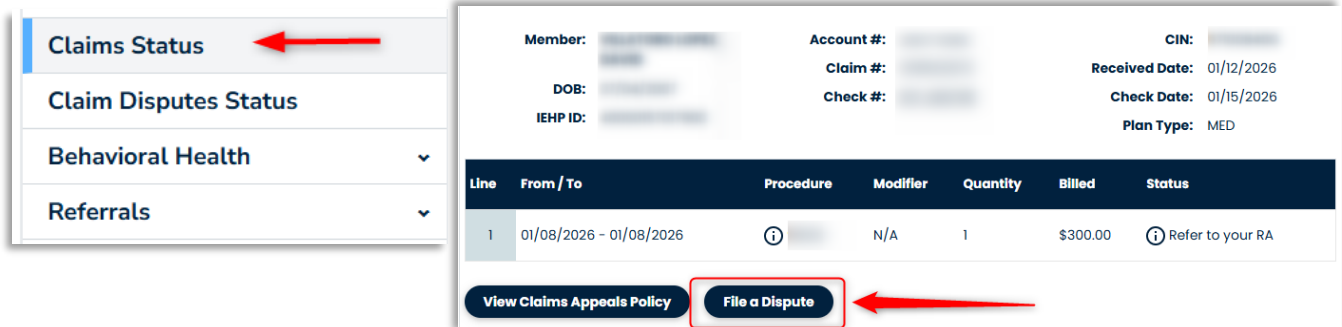 Claims Status
Claim Disputes Status
Behavioral Health
Referrals
Member: Account #: CIN:
Claim #: Received Date: 01/12/2026
DOB: Check #: Check Date: 01/15/2026
IEHP ID: Plan Type: MED
Line From / To Procedure Modifier Quantity Billed Status
1 01/08/2026 - 01/08/2026 N/A 1 $300.00 Refer to your RA
View Claims Appeals Policy File a Dispute